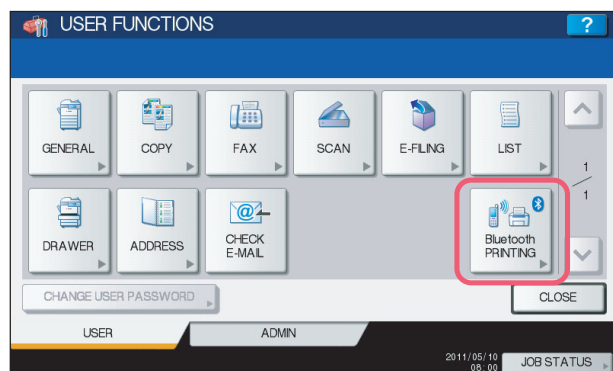 USER FUNCTIONS
?
GENERAL
COPY
FAX
SCAN
E-FILING
LIST
1
1
DRAWER
ADDRESS
@
CHECK
E-MAIL
Bluetooth
PRINTING
CHANGE USER PASSWORD
CLOSE
USER
ADMIN
2011/05/10
06:00
JOB STATUS